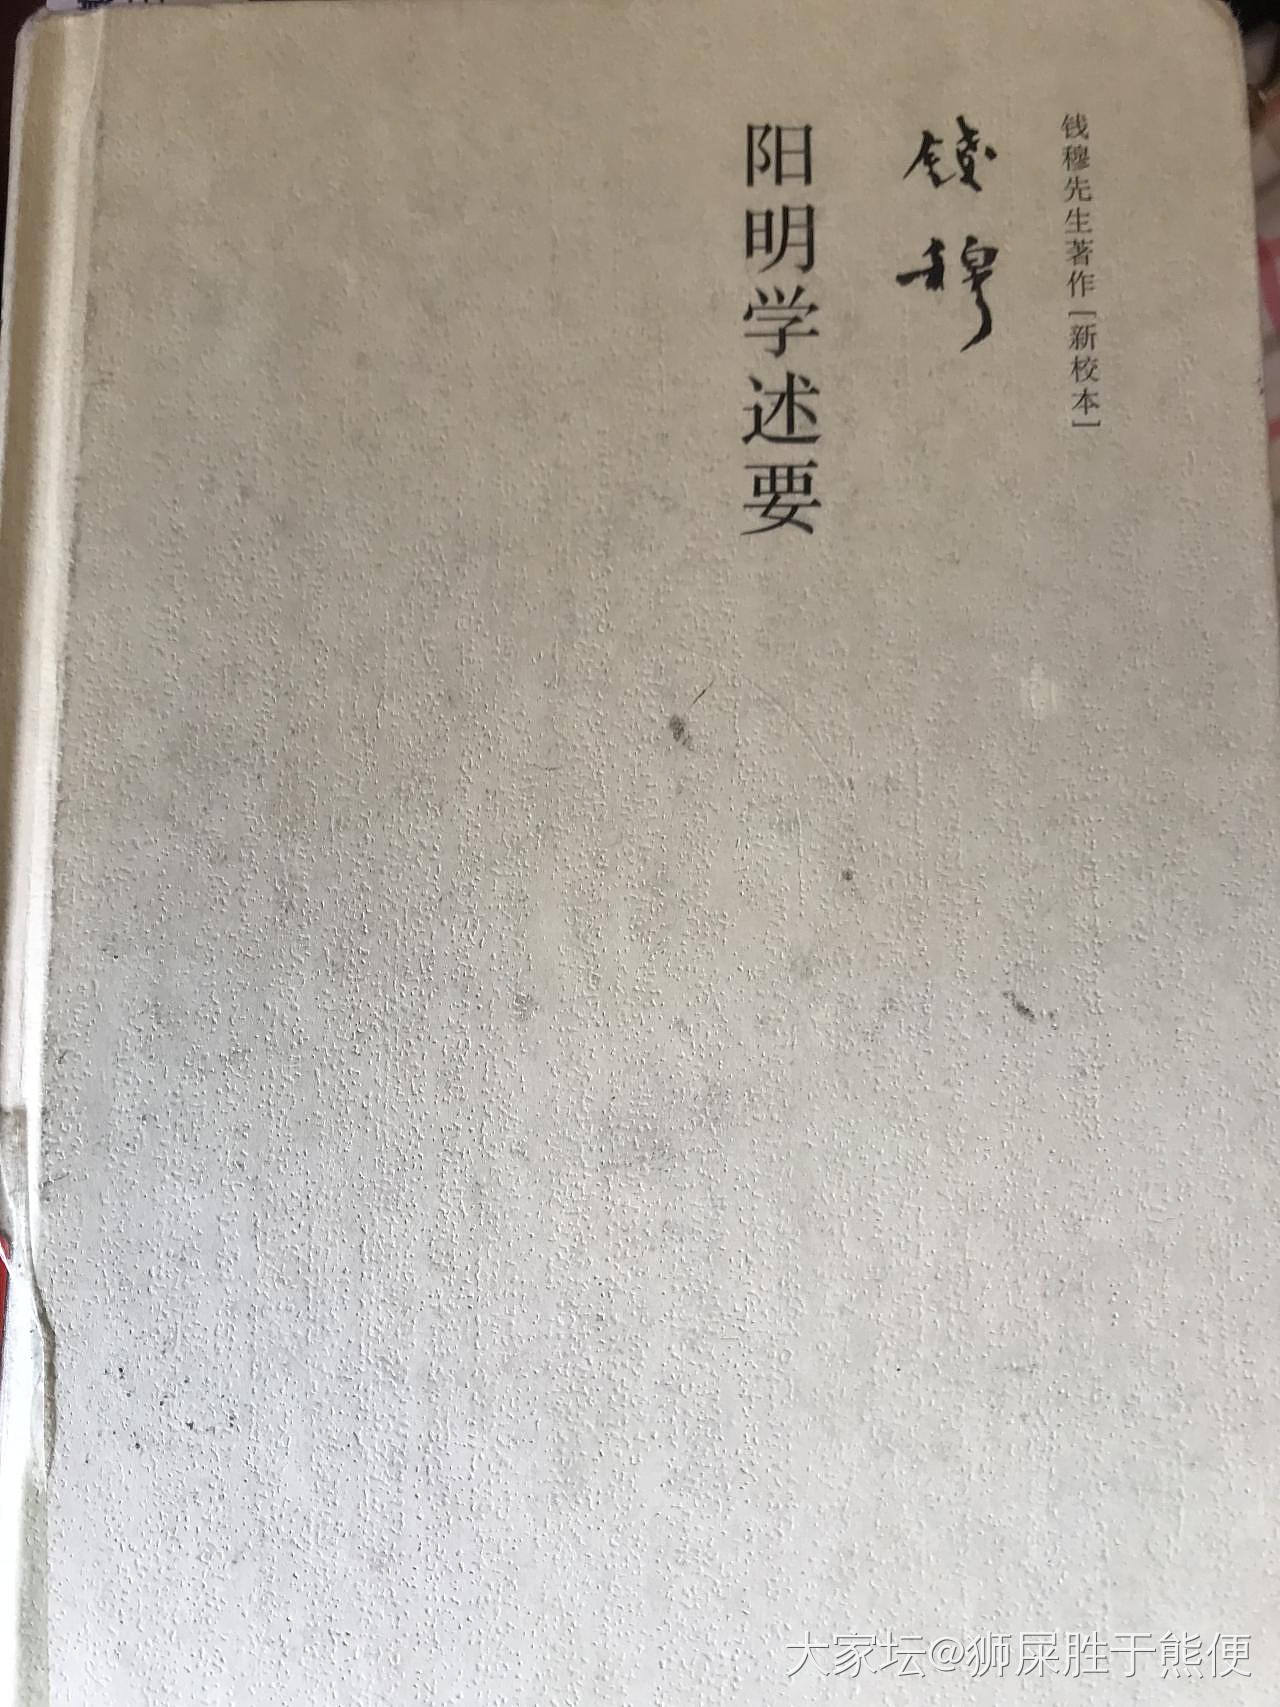 钱穆先生著作[新校本]
錢穆
阳明学述要
大家坛@狮屎胜于熊便